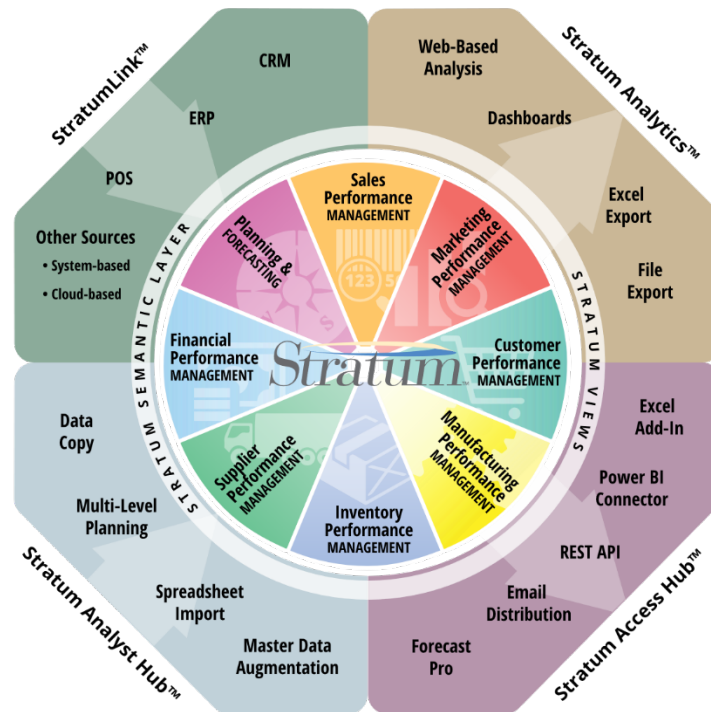 StratumLink™
CRM
ERP
POS
Other Sources
• System-based
• Cloud-based
Stratum Analytics™
Web-Based
Analysis
Dashboards
Excel
Export
File
Export
STRATUM SEMANTIC LAYER
STRATUM VIEWS
Sales
Performance
MANAGEMENT
Marketing
Performance
MANAGEMENT
Customer
Performance
MANAGEMENT
Manufacturing
Performance
MANAGEMENT
Inventory
Performance
MANAGEMENT
Supplier
Performance
MANAGEMENT
Financial
Performance
MANAGEMENT
Planning &
FORECASTING
123 5
$
Stratum™
Data
Copy
Multi-Level
Planning
Spreadsheet
Import
Master Data
Augmentation
Stratum Analyst Hub™
Excel
Add-In
Power BI
Connector
REST API
Email
Distribution
Forecast
Pro
Stratum Access Hub™